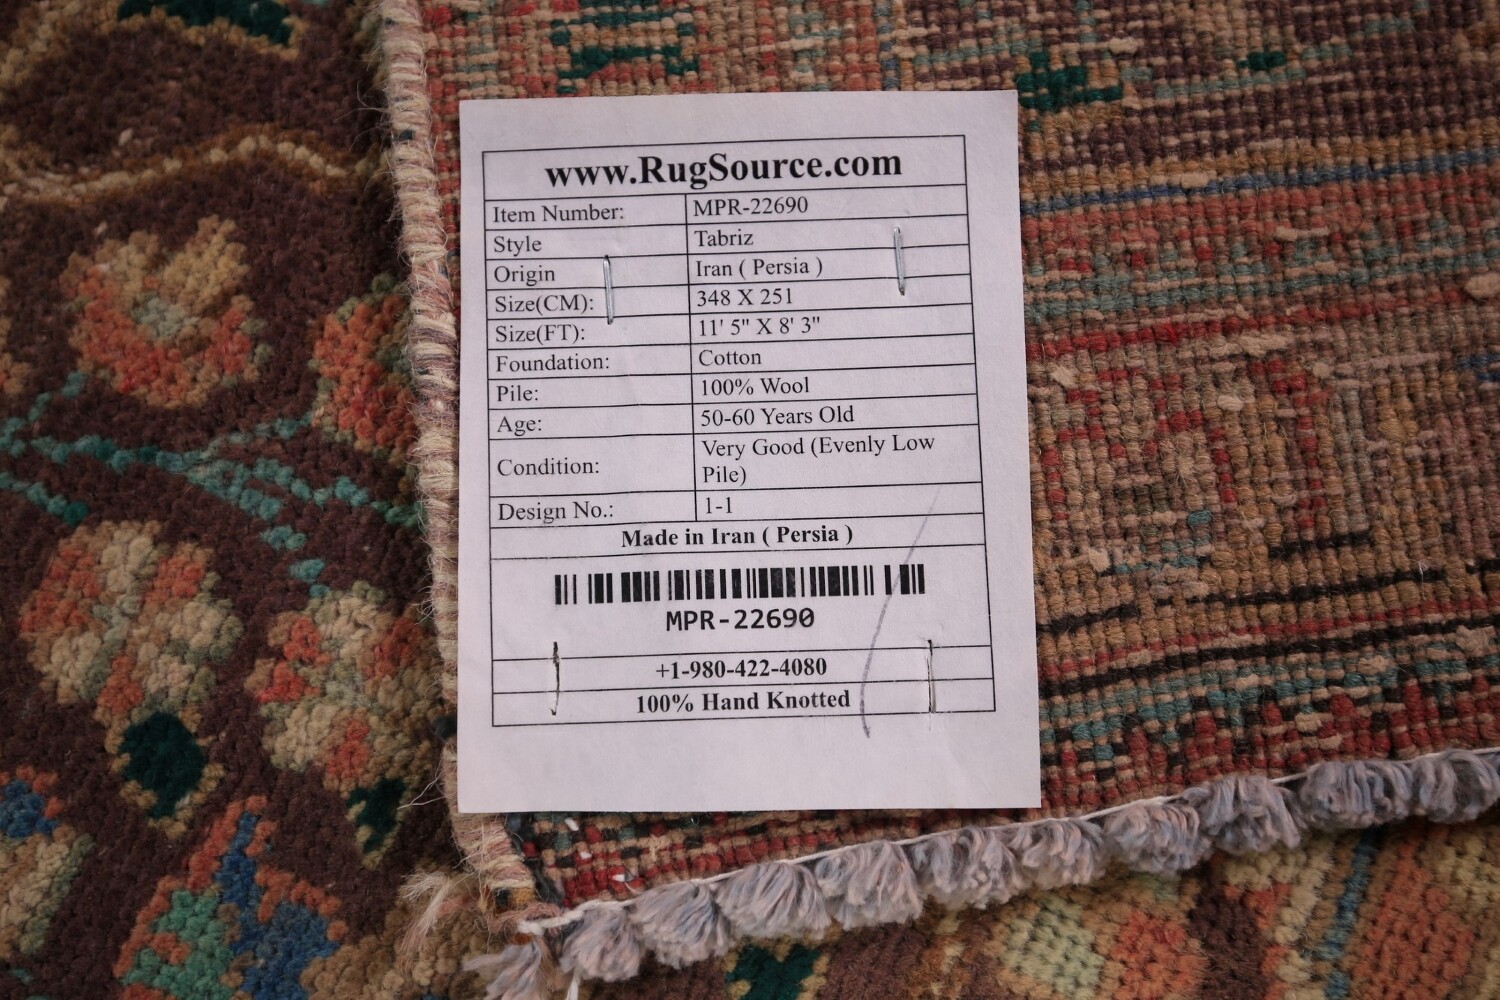 www.RugSource.com
Item Number: MPR-22690
Style Tabriz
Origin Iran ( Persia )
Size(CM): 348 X 251
Size(FT): 11' 5" X 8' 3"
Foundation: Cotton
Pile: 100% Wool
Age: 50-60 Years Old
Condition: Very Good (Evenly Low
Pile)
Design No.: 1-1
Made in Iran ( Persia )
MPR-22690
+1-980-422-4080
100% Hand Knotted